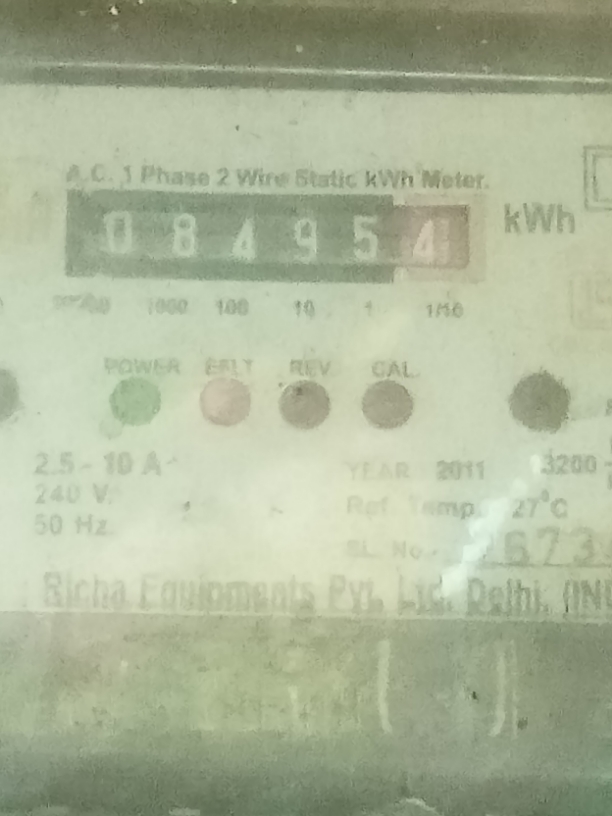 A.C. 1 Phase 2 Wire Static kWh Meter.
0 8 4 9 5 4 kWh
1000 100 10 1 1/10
POWER E/FLT REV CAL.
2.5 - 10 A YEAR 2011 3200
240 V. Ref. Temp. 27°C
50 Hz. SL. No.
Richa Equipments Pvt. Ltd. Delhi.